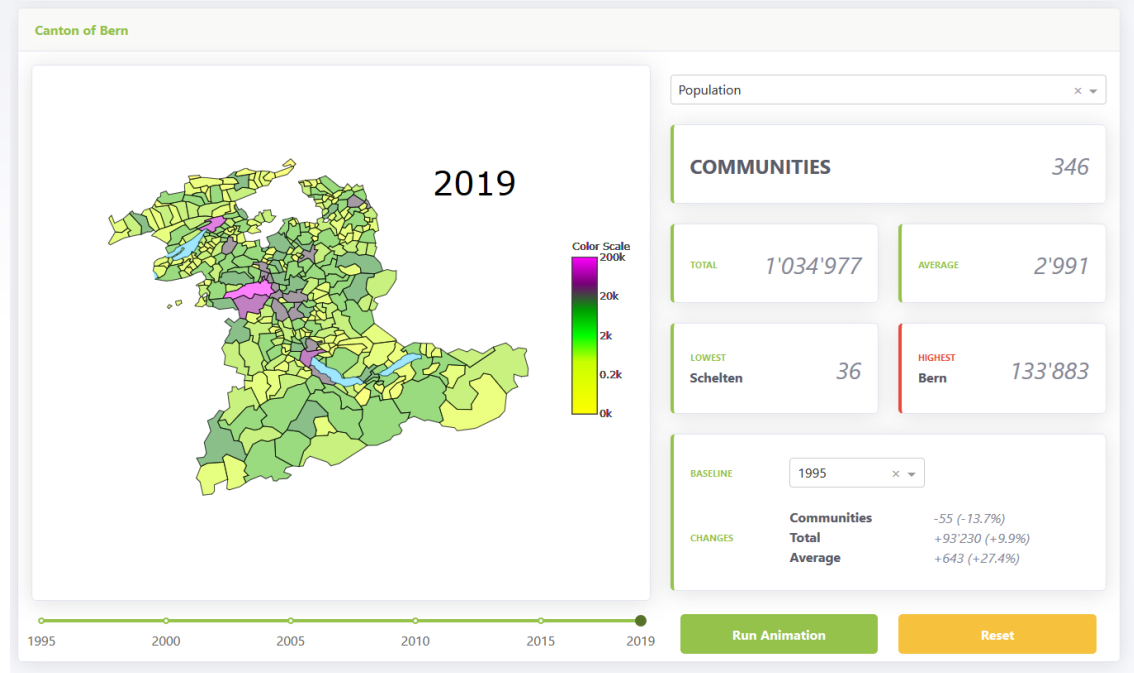 Canton of Bern
2019
Color Scale
200k
20k
2k
0.2k
0k
1995
2000
2005
2010
2015
2019
Population
COMMUNITIES 346
TOTAL 1'034'977
AVERAGE 2'991
LOWEST
Schelten 36
HIGHEST
Bern 133'883
BASELINE 1995
CHANGES
Communities -55 (-13.7%)
Total +93'230 (+9.9%)
Average +643 (+27.4%)
Run Animation
Reset